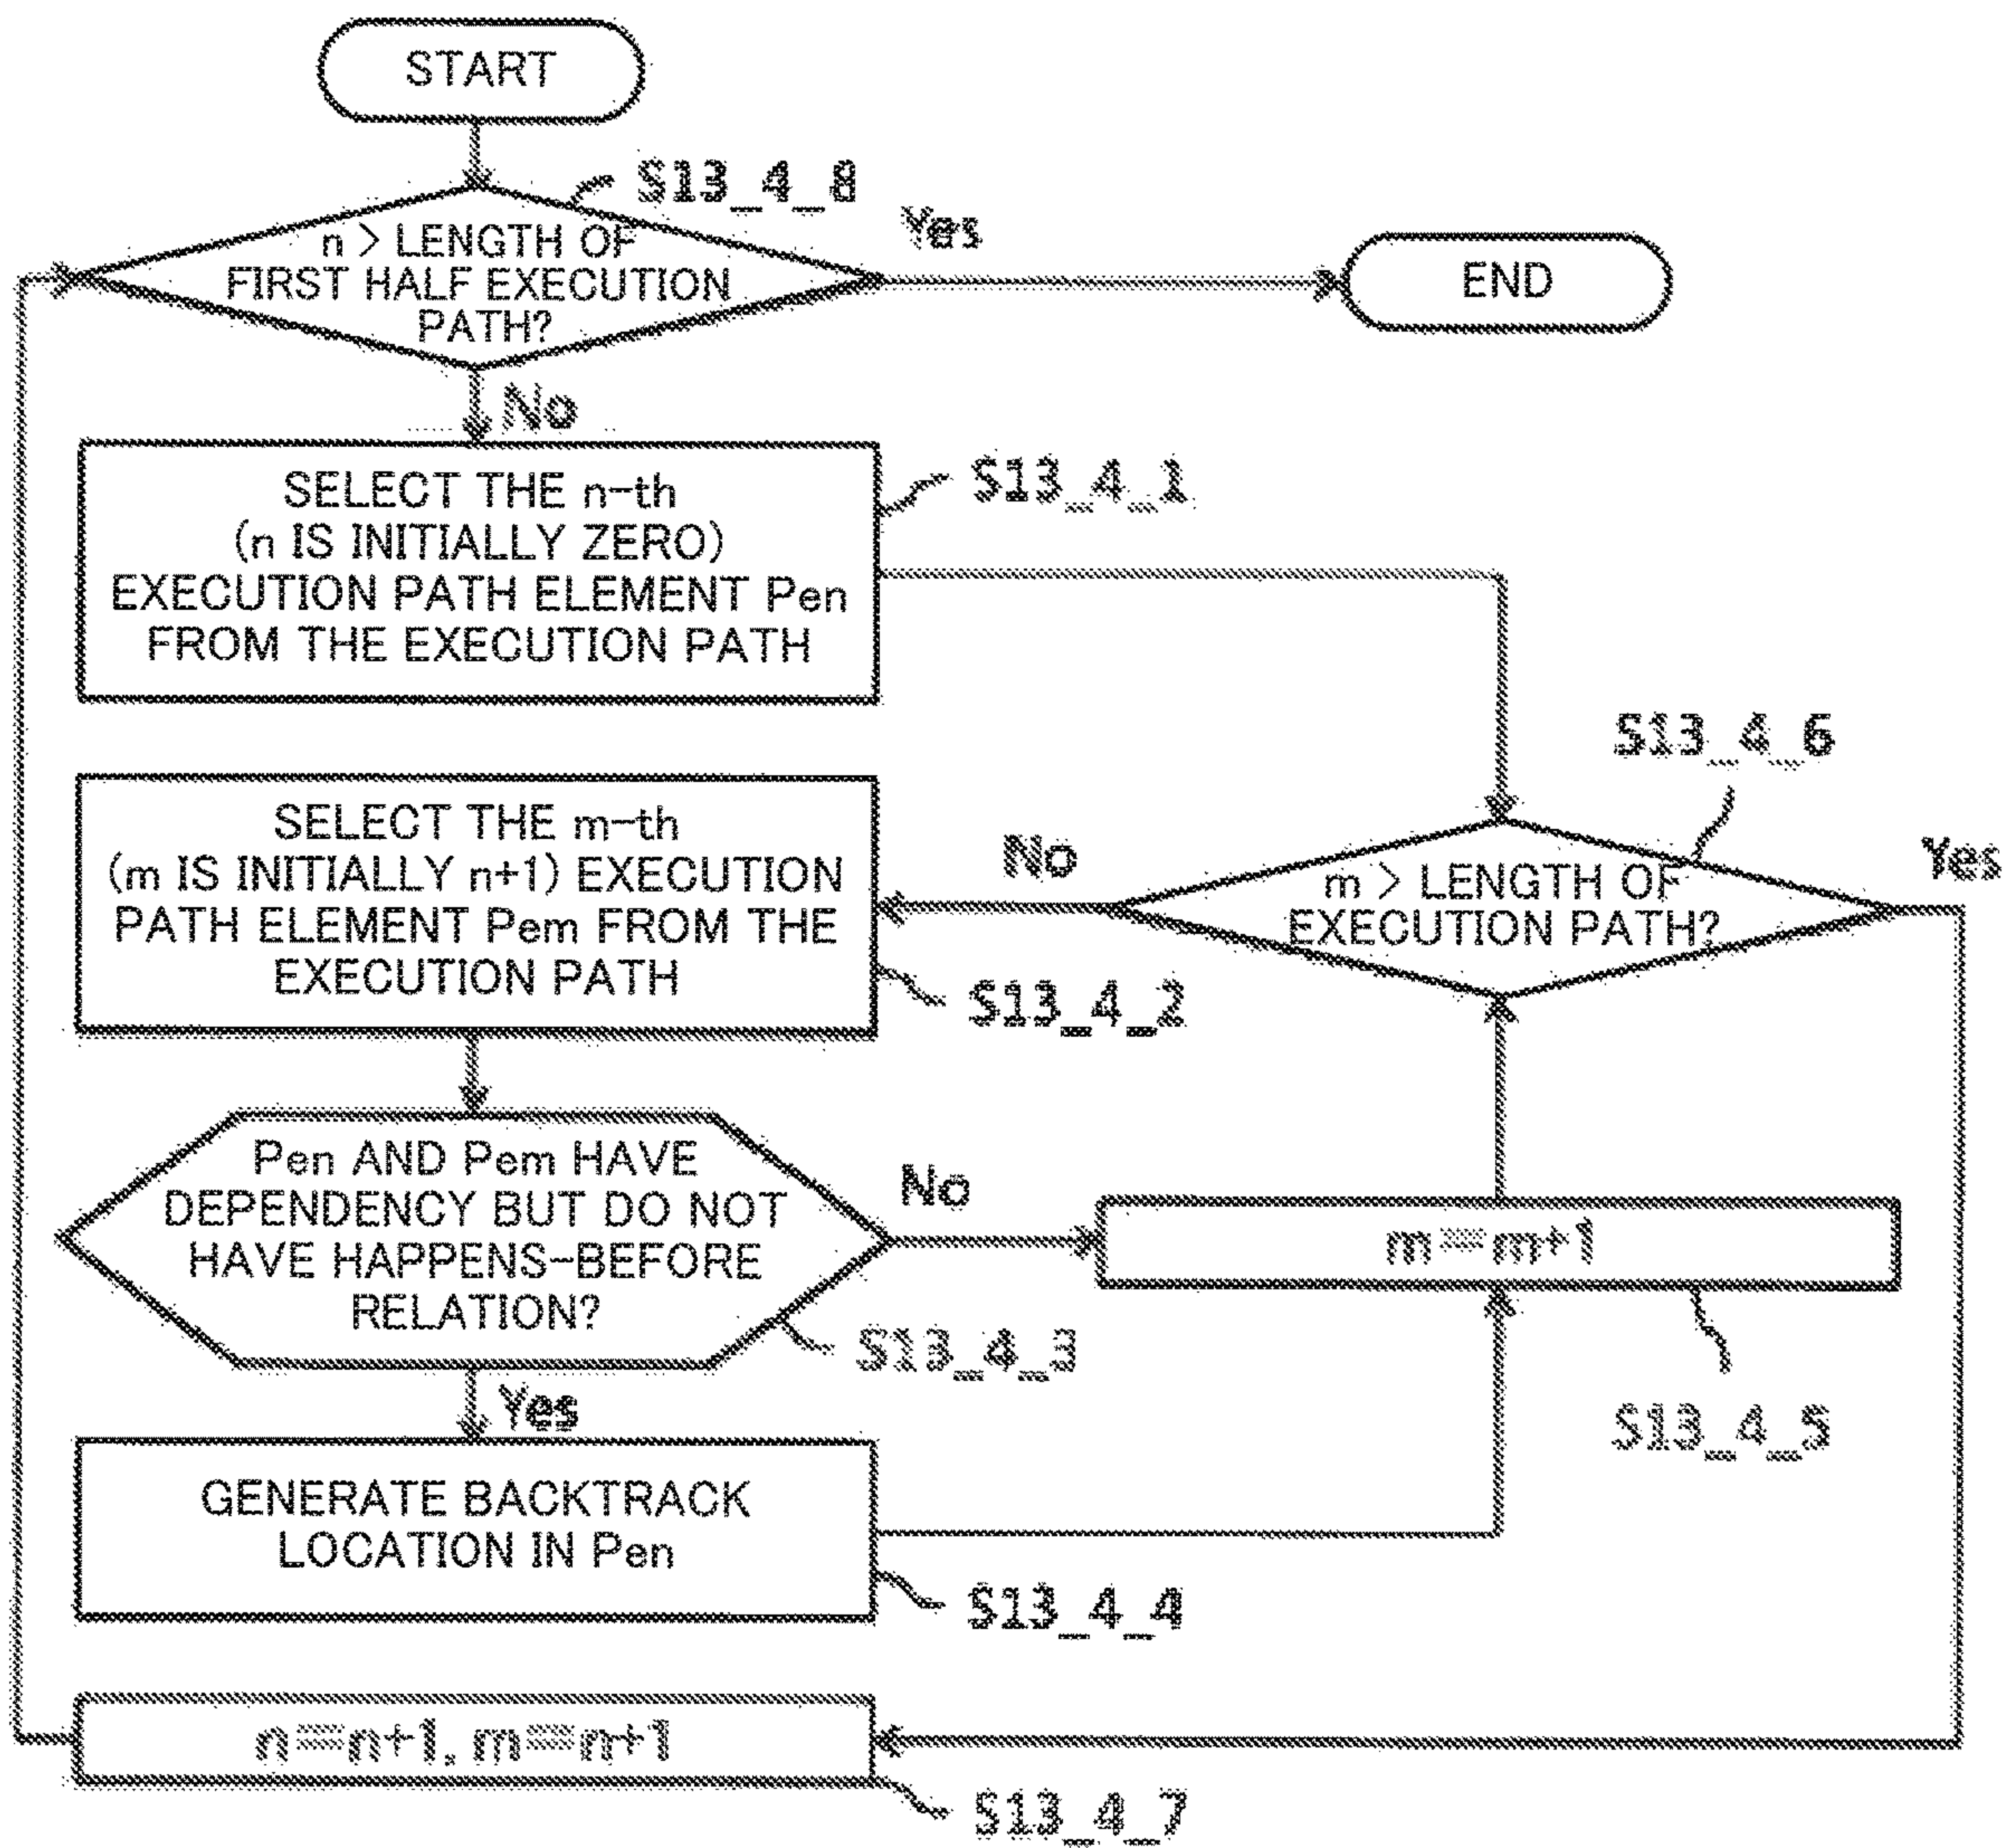 START
S13_4_8
n > LENGTH OF
FIRST HALF EXECUTION
PATH?
Yes
END
No
SELECT THE n-th
(n IS INITIALLY ZERO)
EXECUTION PATH ELEMENT Pen
FROM THE EXECUTION PATH
S13_4_1
S13_4_6
SELECT THE m-th
(m IS INITIALLY n+1) EXECUTION
PATH ELEMENT Pem FROM THE
EXECUTION PATH
S13_4_2
No
m > LENGTH OF
EXECUTION PATH?
Yes
Pen AND Pem HAVE
DEPENDENCY BUT DO NOT
HAVE HAPPENS-BEFORE
RELATION?
S13_4_3
No
m=m+1
S13_4_5
Yes
GENERATE BACKTRACK
LOCATION IN Pen
S13_4_4
n=n+1, m=n+1
S13_4_7